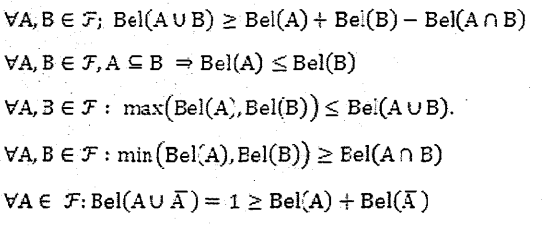 ∀A, B ∈ ℱ; Bel(A ∪ B) ≥ Bel(A) + Bel(B) − Bel(A ∩ B)
∀A, B ∈ ℱ, A ⊆ B ⇒ Bel(A) ≤ Bel(B)
∀A, B ∈ ℱ : max(Bel(A), Bel(B)) ≤ Bel(A ∪ B).
∀A, B ∈ ℱ : min(Bel(A), Bel(B)) ≥ Bel(A ∩ B)
∀A ∈ ℱ: Bel(A ∪ Ā) = 1 ≥ Bel(A) + Bel(Ā)